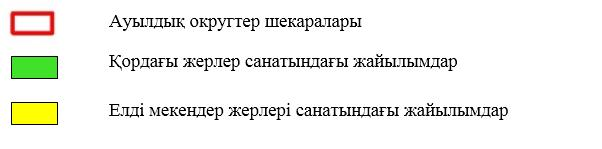 Ауылдық округтер шекаралары
Қордағы жерлер санатындағы жайылымдар
Елді мекендер жерлері санатындағы жайылымдар